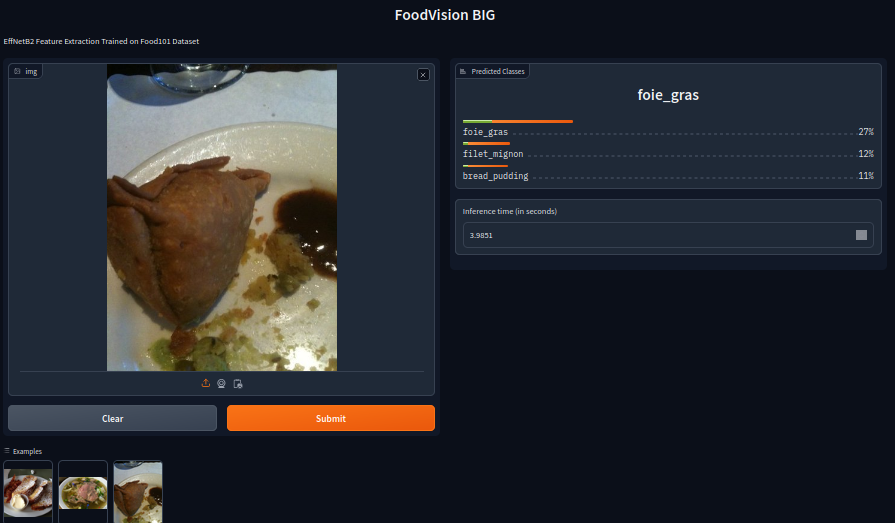 FoodVision BIG
EffNetB2 Feature Extraction Trained on Food101 Dataset
img
Predicted Classes
foie_gras
foie_gras 27%
filet_mignon 12%
bread_pudding 11%
Inference time (in seconds)
3.9851
Clear
Submit
Examples